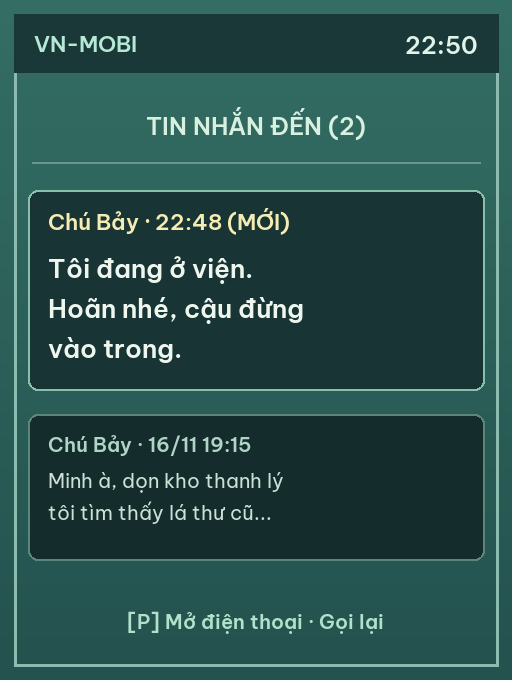 VN-MOBI
22:50
TIN NHẮN ĐẾN (2)
Chú Bảy · 22:48 (MỚI)
Tôi đang ở viện.
Hoãn nhé, cậu đừng
vào trong.
Chú Bảy · 16/11 19:15
Minh à, dọn kho thanh lý
tôi tìm thấy lá thư cũ...
[P] Mở điện thoại · Gọi lại